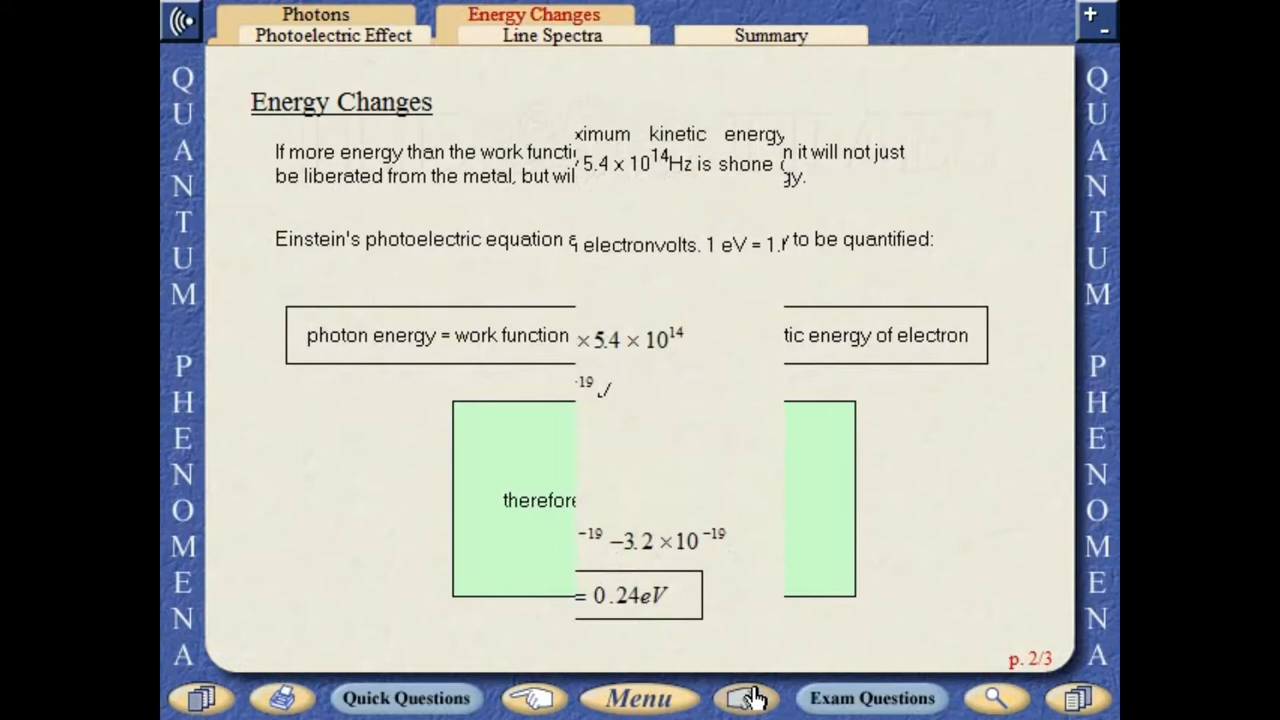 Photons
Energy Changes
Photoelectric Effect
Line Spectra
Summary
QUANTUM PHENOMENA
Energy Changes
ximum kinetic energy
If more energy than the work functi
5.4 x 10¹⁴Hz is shone
n it will not just
be liberated from the metal, but wil
gy.
Einstein's photoelectric equation
electronvolts. 1 eV = 1.
to be quantified:
photon energy = work function
× 5.4 × 10¹⁴
tic energy of electron
⁻¹⁹ J
therefore
⁻¹⁹ −3.2 ×10⁻¹⁹
= 0.24eV
p. 2/3
QUANTUM PHENOMENA
Quick Questions
Menu
Exam Questions